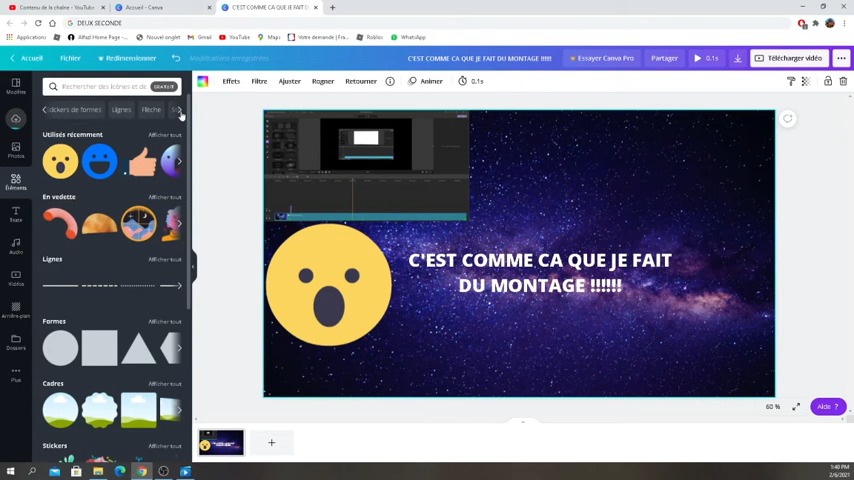 Contenu de la chaîne - YouTube
Accueil - Canva
C'EST COMME CA QUE JE FAIT
DEUX SECONDE
Applications
YouTube (Fra...
Nouvel onglet
Gmail
YouTube
Maps
Votre demande | Fra...
Roblox
WhatsApp
Accueil
Fichier
Redimensionner
Modifications enregistrées
C'EST COMME CA QUE JE FAIT DU MONTAGE !!!!!!
Essayer Canva Pro
Partager
0.1s
Télécharger vidéo
Rechercher des icônes et de
GRATUIT
Effets
Filtre
Ajuster
Rogner
Retourner
Animer
0.1s
stickers de formes
Lignes
Flèche
Modèle
Photos
Éléments
Texte
Audio
Vidéos
Arrière-plan
Dossiers
Plus
Utilisés récemment
Afficher tout
En vedette
Afficher tout
Lignes
Afficher tout
Formes
Afficher tout
Cadres
Afficher tout
Stickers
Afficher tout
C'EST COMME CA QUE JE FAIT
DU MONTAGE !!!!!!
60 %
Aide ?
1:40 PM
2/6/2021